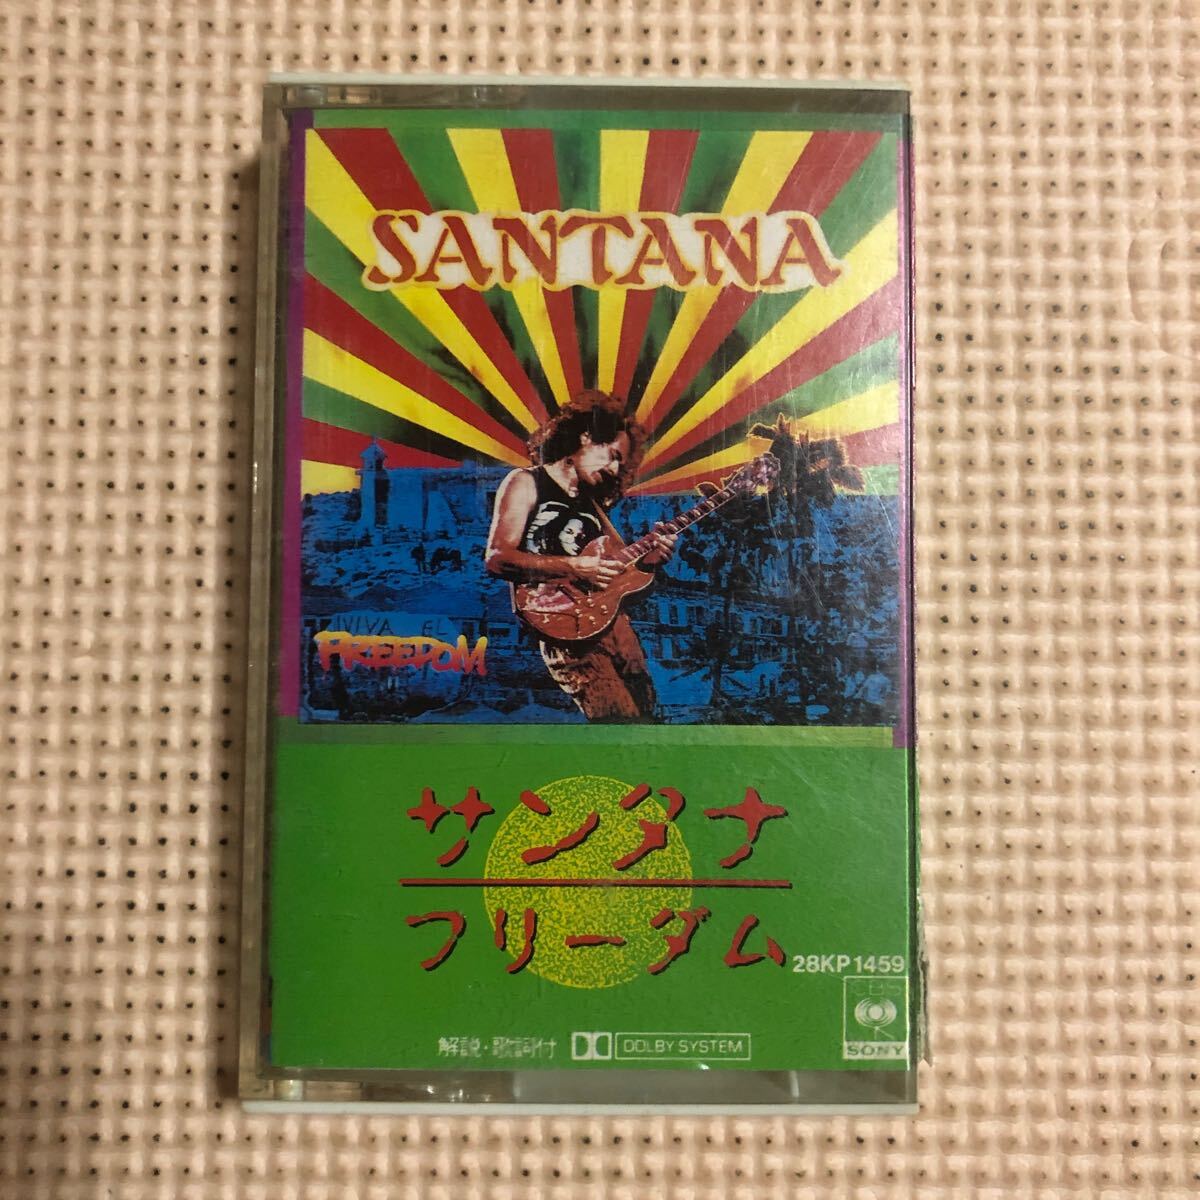 SANTANA
VIVA EL
FREEDOM
サンタナ
フリーダム
28KP 1459
CBS
SONY
解説・歌詞付
DOLBY SYSTEM